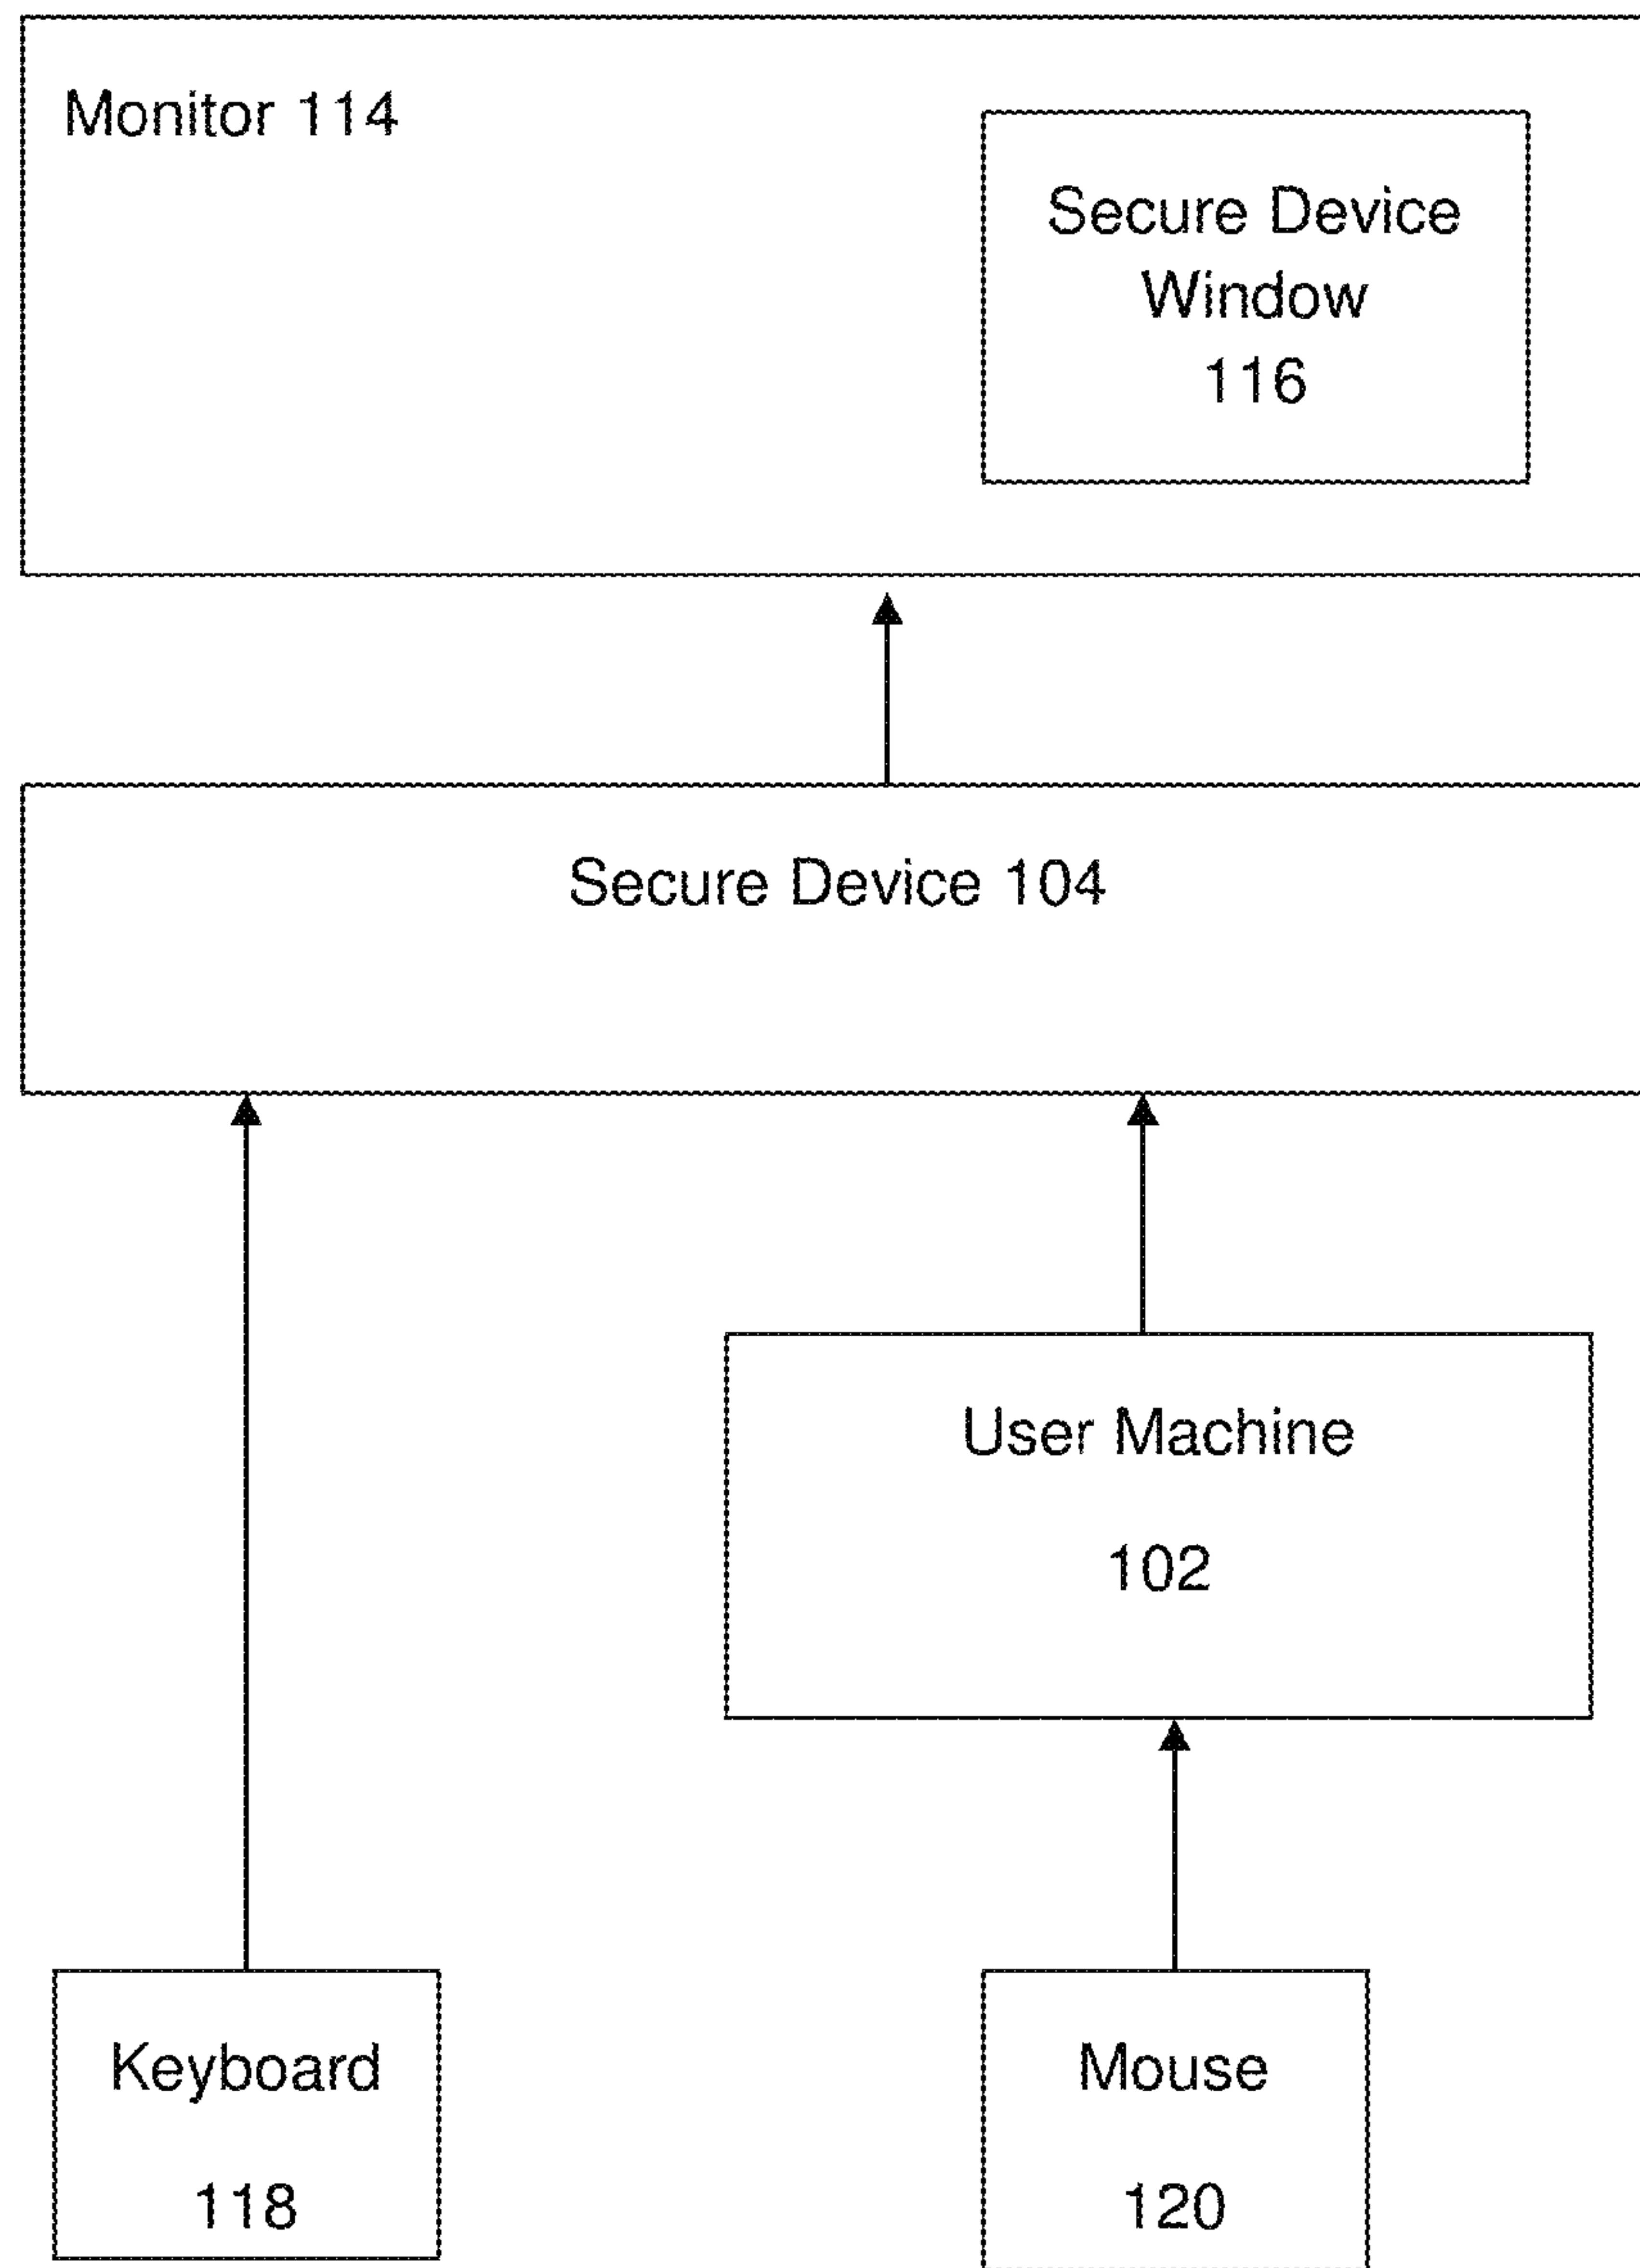 Monitor 114
Secure Device
Window
116
Secure Device 104
User Machine
102
Keyboard
118
Mouse
120